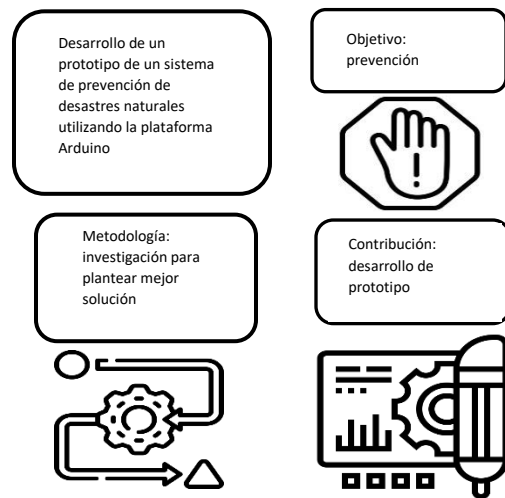 Desarrollo de un
prototipo de un sistema
de prevención de
desastres naturales
utilizando la plataforma
Arduino
Objetivo:
prevención
Metodología:
investigación para
plantear mejor
solución
Contribución:
desarrollo de
prototipo